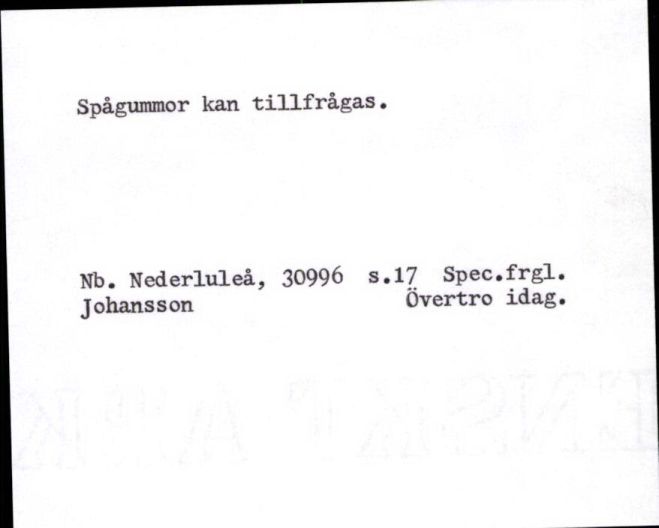 Spågummor kan tillfrågas.
Nb. Nederluleå, 30996 s.17 Spec.frgl.
Johansson Övertro idag.